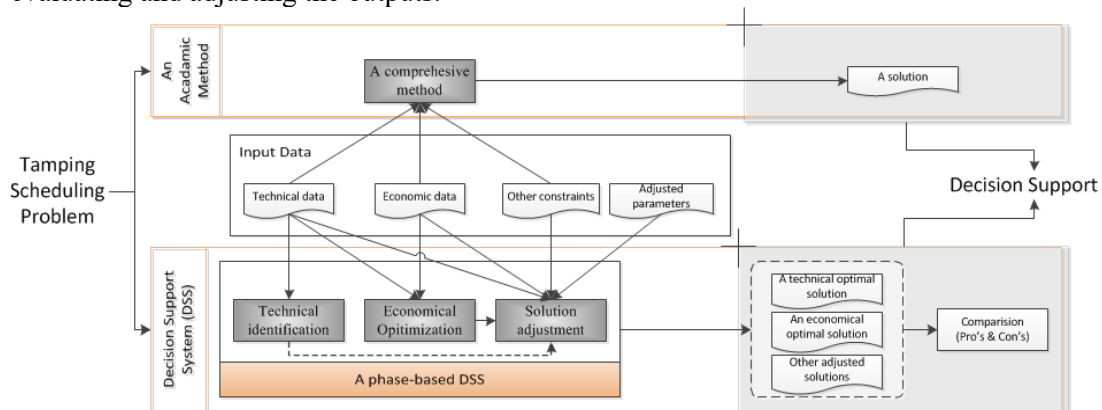 evaluating and adjusting the outputs.
An
Acadamic
Method
A comprehesive
method
A solution
Input Data
Technical data
Economic data
Other constraints
Adjusted
parameters
Tamping
Scheduling
Problem
Decision Support
Decision Support
System (DSS)
Technical
identification
Economical
Opitimization
Solution
adjustment
A phase-based DSS
A technical optimal
solution
An economical
optimal solution
Other adjusted
solutions
Comparision
(Pro's & Con's)